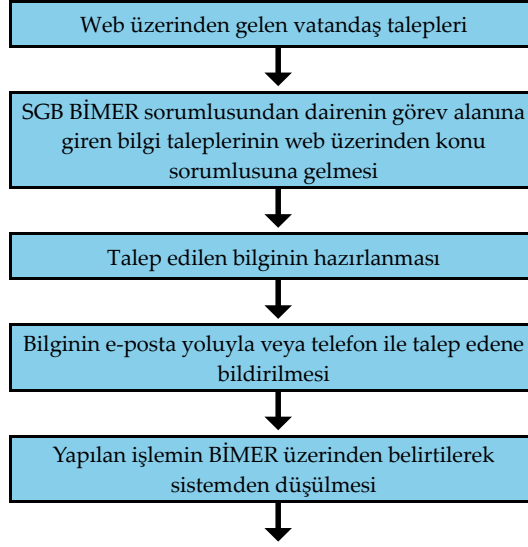 Web üzerinden gelen vatandaş talepleri
SGB BİMER sorumlusundan dairenin görev alanına
giren bilgi taleplerinin web üzerinden konu
sorumlusuna gelmesi
Talep edilen bilginin hazırlanması
Bilginin e-posta yoluyla veya telefon ile talep edene
bildirilmesi
Yapılan işlemin BİMER üzerinden belirtilerek
sistemden düşülmesi